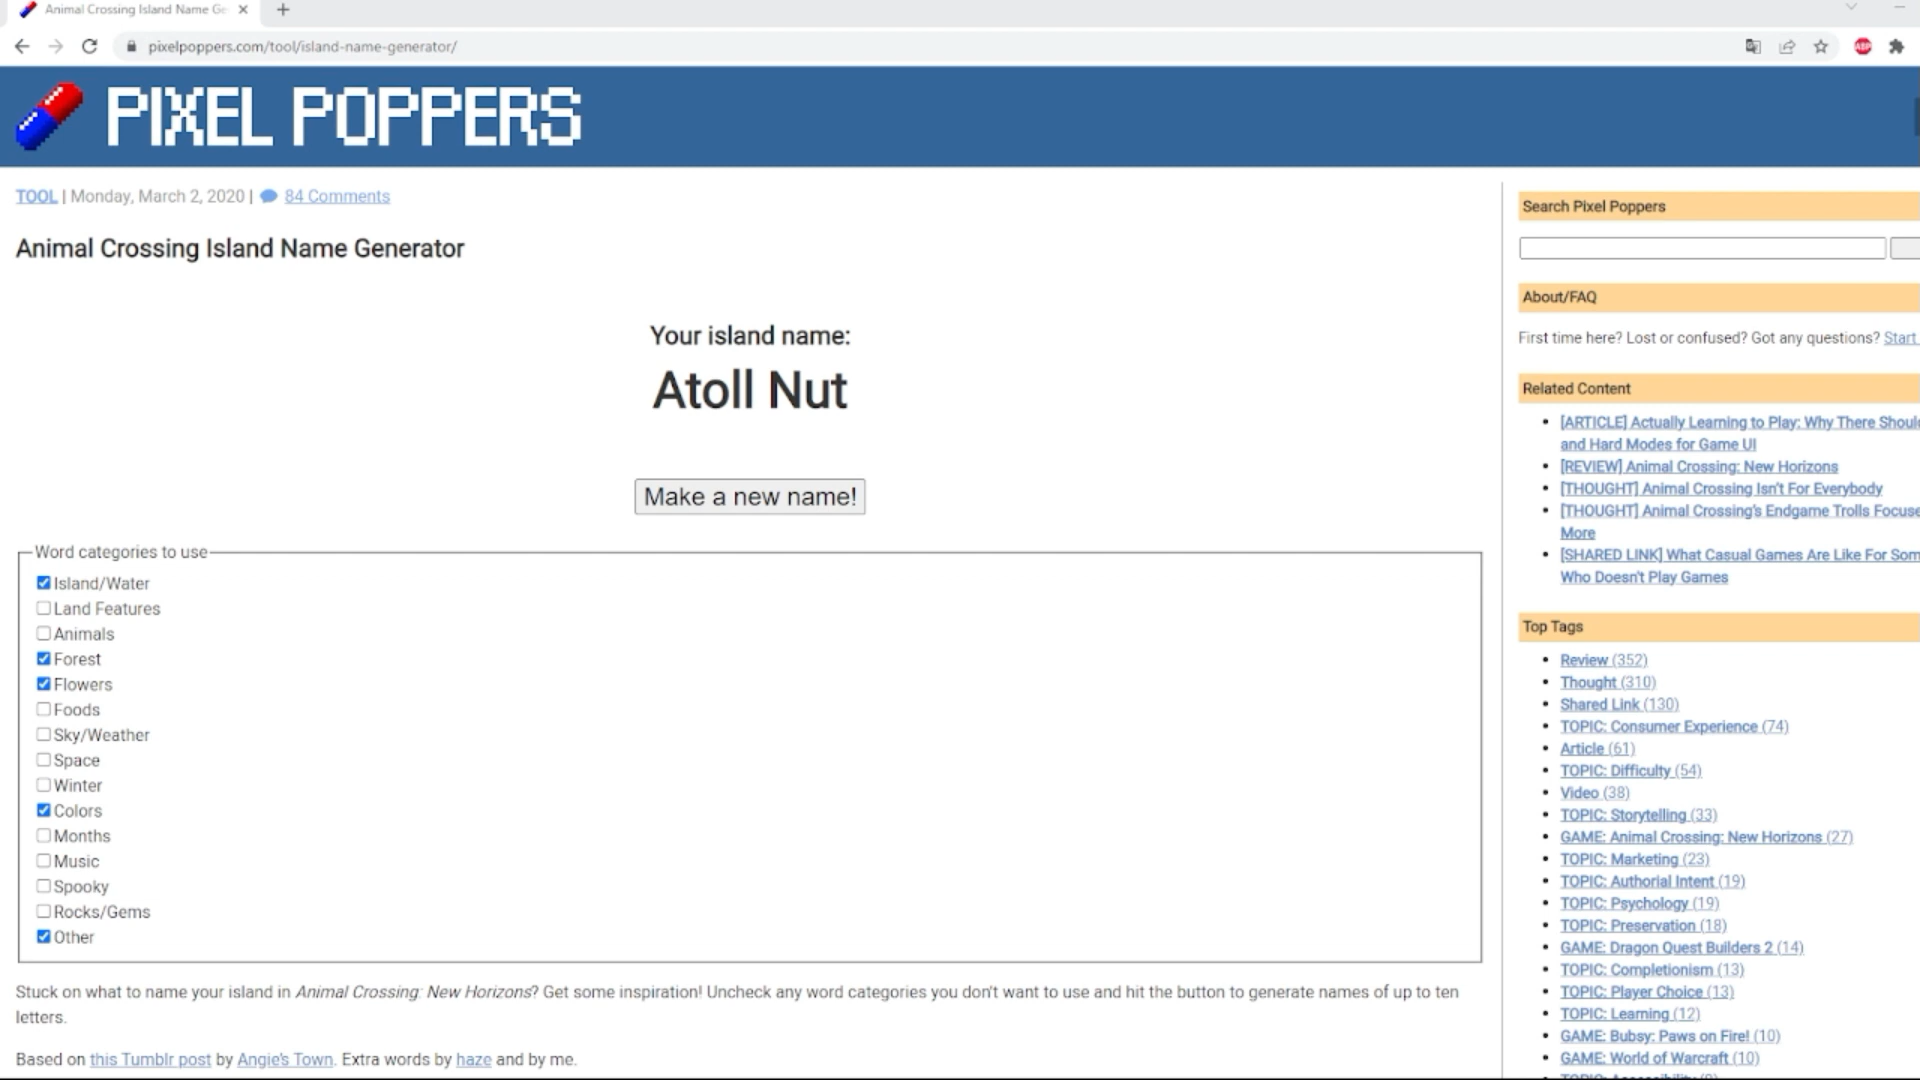 Animal Crossing Island Name Ge
pixelpoppers.com/tool/island-name-generator/
ABP
PIXEL POPPERS
TOOL | Monday, March 2, 2020 | 84 Comments
Animal Crossing Island Name Generator
Your island name:
Atoll Nut
Make a new name!
Word categories to use
Island/Water
Land Features
Animals
Forest
Flowers
Foods
Sky/Weather
Space
Winter
Colors
Months
Music
Spooky
Rocks/Gems
Other
Stuck on what to name your island in Animal Crossing: New Horizons? Get some inspiration! Uncheck any word categories you don't want to use and hit the button to generate names of up to ten
letters.
Based on this Tumblr post by Angie's Town. Extra words by haze and by me.
Search Pixel Poppers
About/FAQ
First time here? Lost or confused? Got any questions? Start
Related Content
[ARTICLE] Actually Learning to Play: Why There Shoul
and Hard Modes for Game UI
[REVIEW] Animal Crossing: New Horizons
[THOUGHT] Animal Crossing Isn't For Everybody
[THOUGHT] Animal Crossing's Endgame Trolls Focuse
More
[SHARED LINK] What Casual Games Are Like For Som
Who Doesn't Play Games
Top Tags
Review (352)
Thought (310)
Shared Link (130)
TOPIC: Consumer Experience (74)
Article (61)
TOPIC: Difficulty (54)
Video (38)
TOPIC: Storytelling (33)
GAME: Animal Crossing: New Horizons (27)
TOPIC: Marketing (23)
TOPIC: Authorial Intent (19)
TOPIC: Psychology (19)
TOPIC: Preservation (18)
GAME: Dragon Quest Builders 2 (14)
TOPIC: Completionism (13)
TOPIC: Player Choice (13)
TOPIC: Learning (12)
GAME: Bubsy: Paws on Fire! (10)
GAME: World of Warcraft (10)